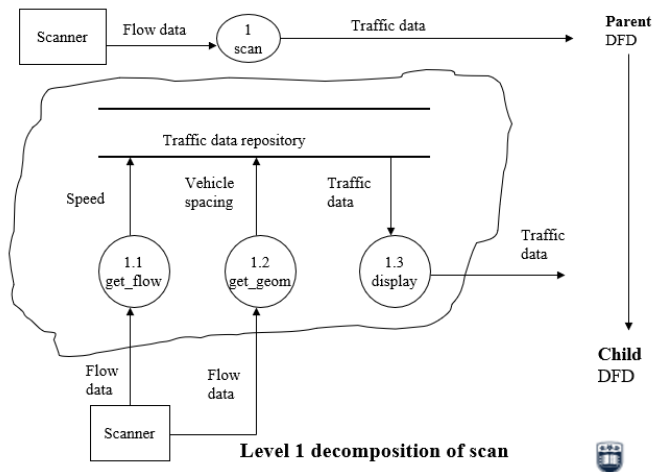 Scanner
Flow data
1
scan
Traffic data
Parent
DFD
Traffic data repository
Speed
Vehicle
spacing
Traffic
data
1.1
get_flow
1.2
get_geom
1.3
display
Traffic
data
Flow
data
Flow
data
Scanner
Child
DFD
Level 1 decomposition of scan